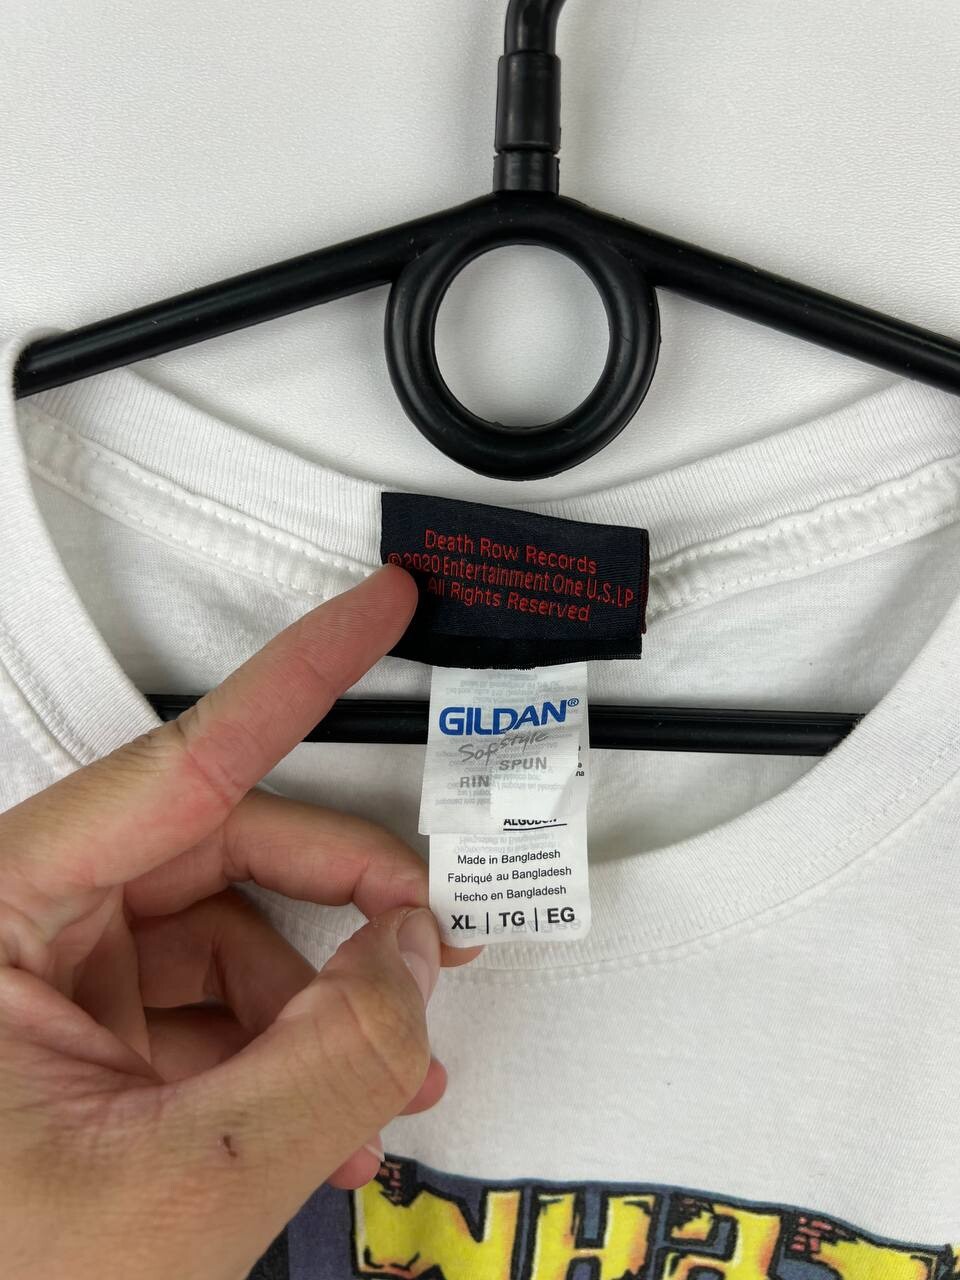 Death Row Records
©2020 Entertainment One U.S.LP
All Rights Reserved
GILDAN®
Softstyle
RIN SPUN
Made in Bangladesh
Fabriqué au Bangladesh
Hecho en Bangladesh
XL | TG | EG